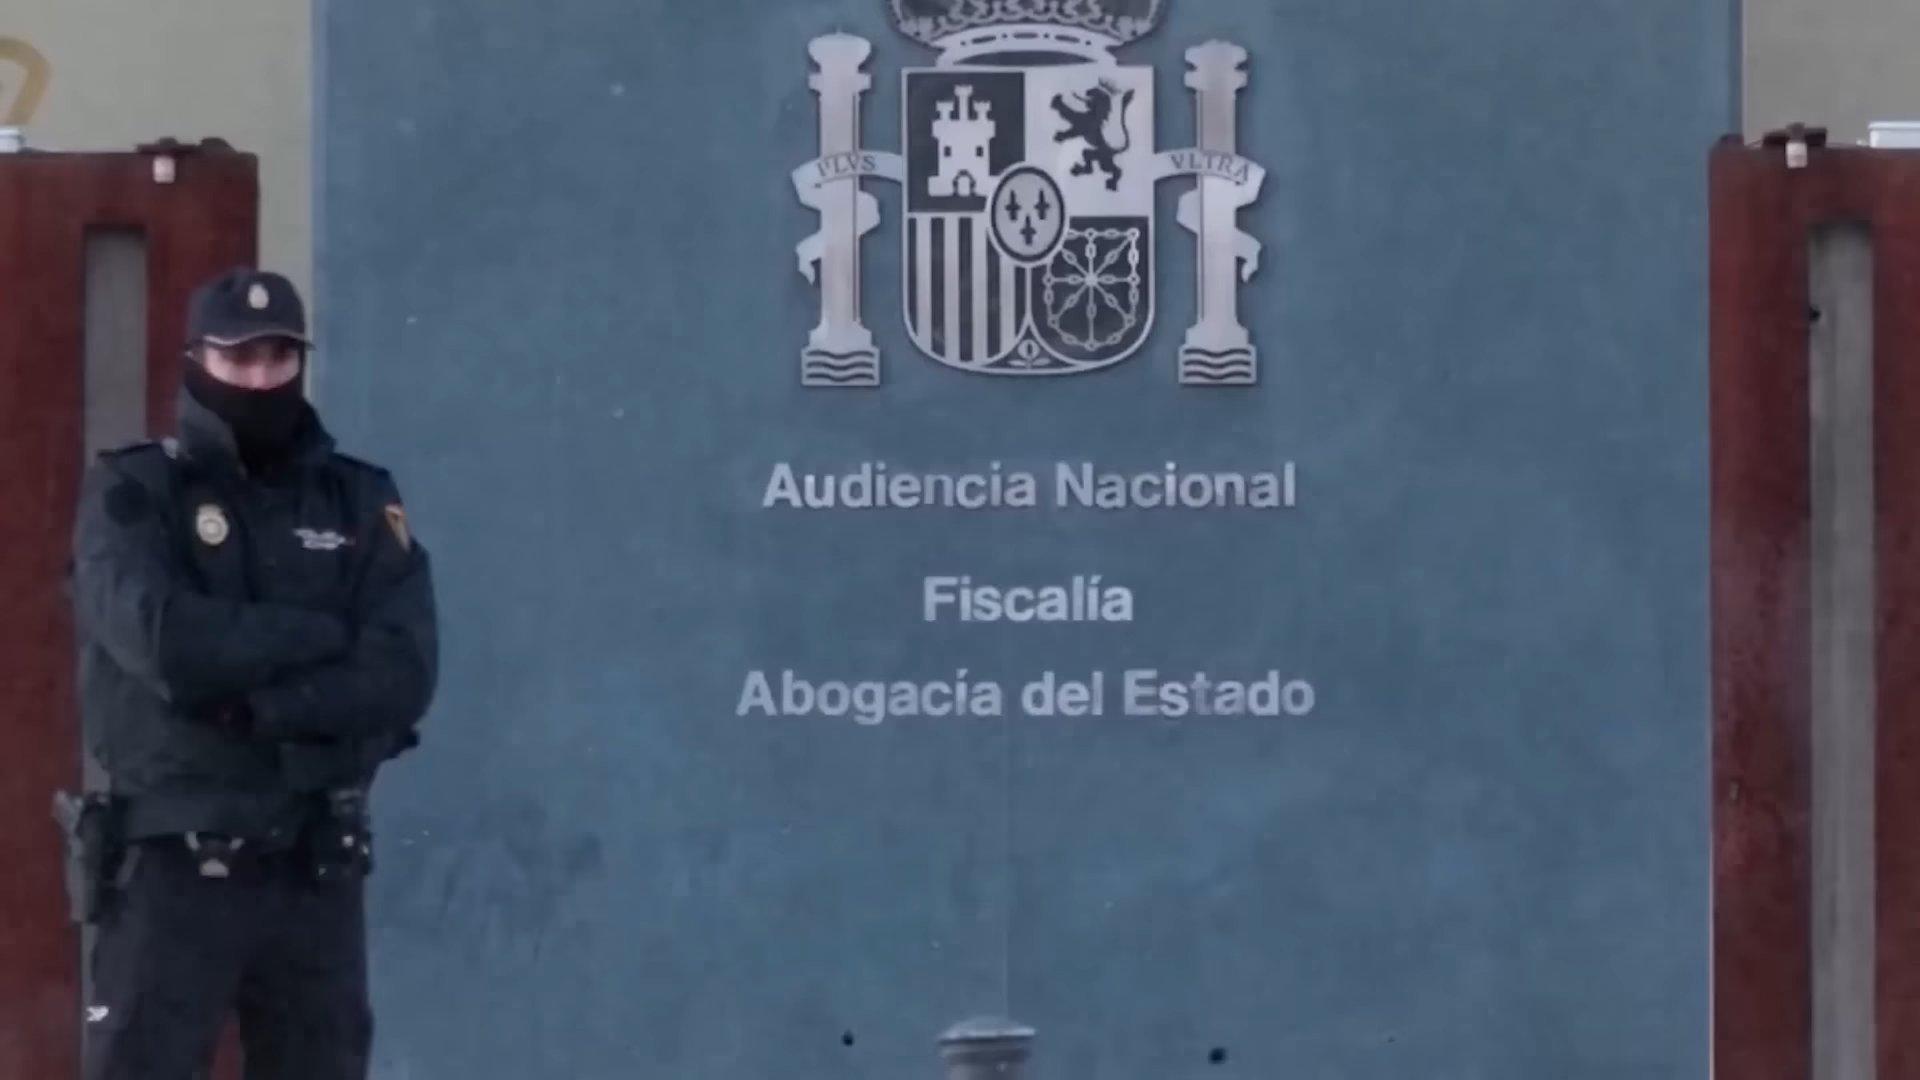 PLVS VLTRA
Audiencia Nacional
Fiscalía
Abogacía del Estado